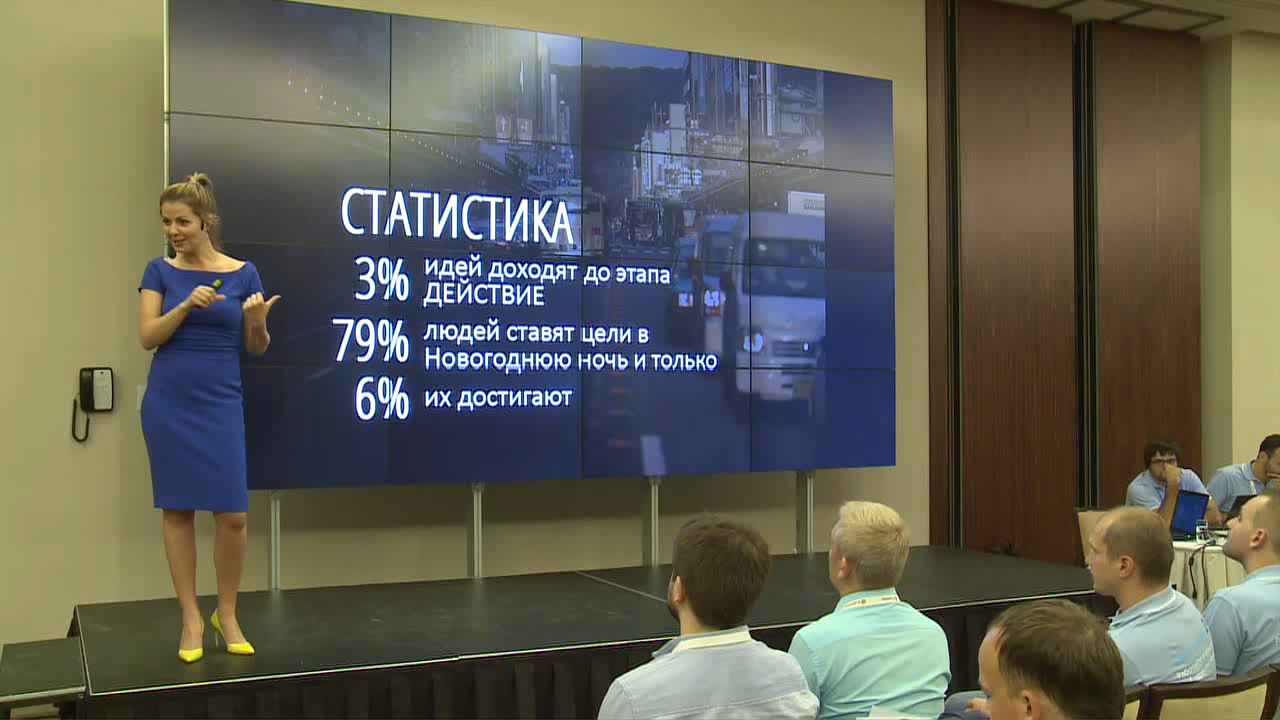 СТАТИСТИКА
3% идей доходят до этапа
ДЕЙСТВИЕ
79% людей ставят цели в
Новогоднюю ночь и только
6% их достигают